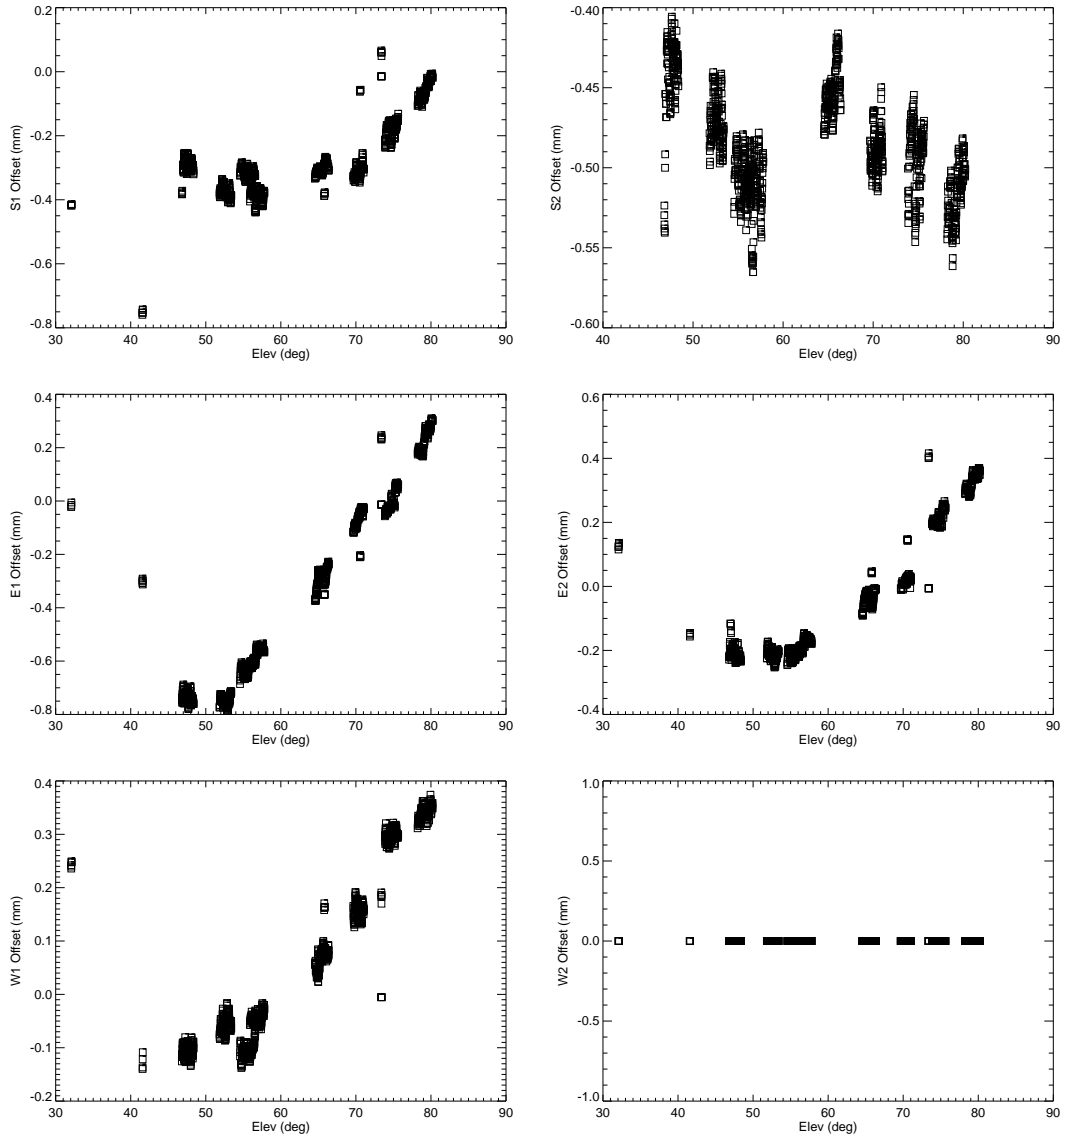 0.2
0.0
-0.2
-0.4
-0.6
-0.8
S1 Offset (mm)
30 40 50 60 70 80 90
Elev (deg)
-0.40
-0.45
-0.50
-0.55
-0.60
S2 Offset (mm)
40 50 60 70 80 90
Elev (deg)
0.4
0.2
0.0
-0.2
-0.4
-0.6
-0.8
E1 Offset (mm)
30 40 50 60 70 80 90
Elev (deg)
0.6
0.4
0.2
0.0
-0.2
-0.4
E2 Offset (mm)
30 40 50 60 70 80 90
Elev (deg)
0.4
0.3
0.2
0.1
0.0
-0.1
-0.2
W1 Offset (mm)
30 40 50 60 70 80 90
Elev (deg)
1.0
0.5
0.0
-0.5
-1.0
W2 Offset (mm)
30 40 50 60 70 80 90
Elev (deg)